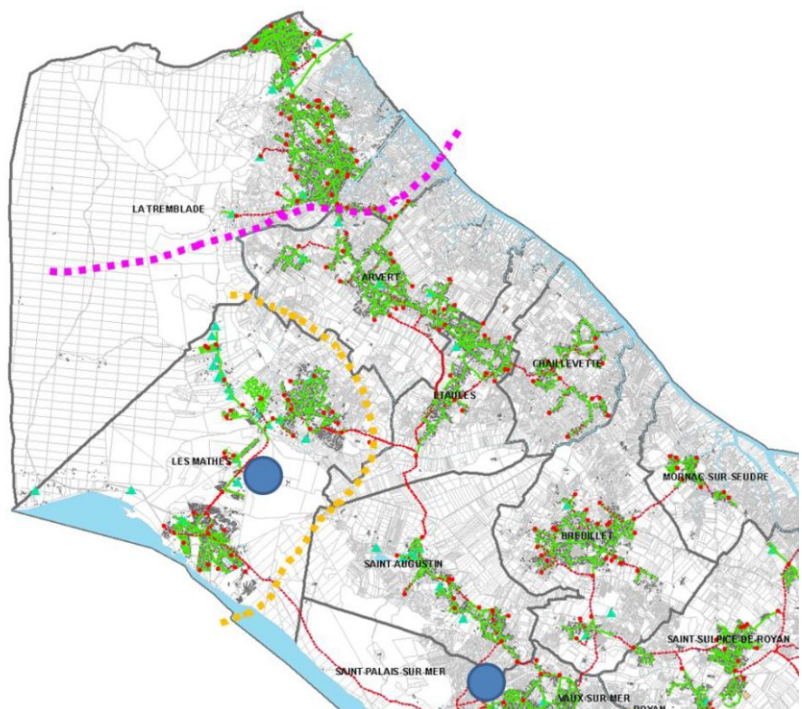 LA TREMBLADE
ARVERT
CHAILLEVETTE
ETAULES
LES MATHES
MORNAC-SUR-SEUDRE
BREUILLET
SAINT-AUGUSTIN
SAINT-SULPICE-DE-ROYAN
SAINT-PALAIS-SUR-MER
VAUX-SUR-MER
ROYAN